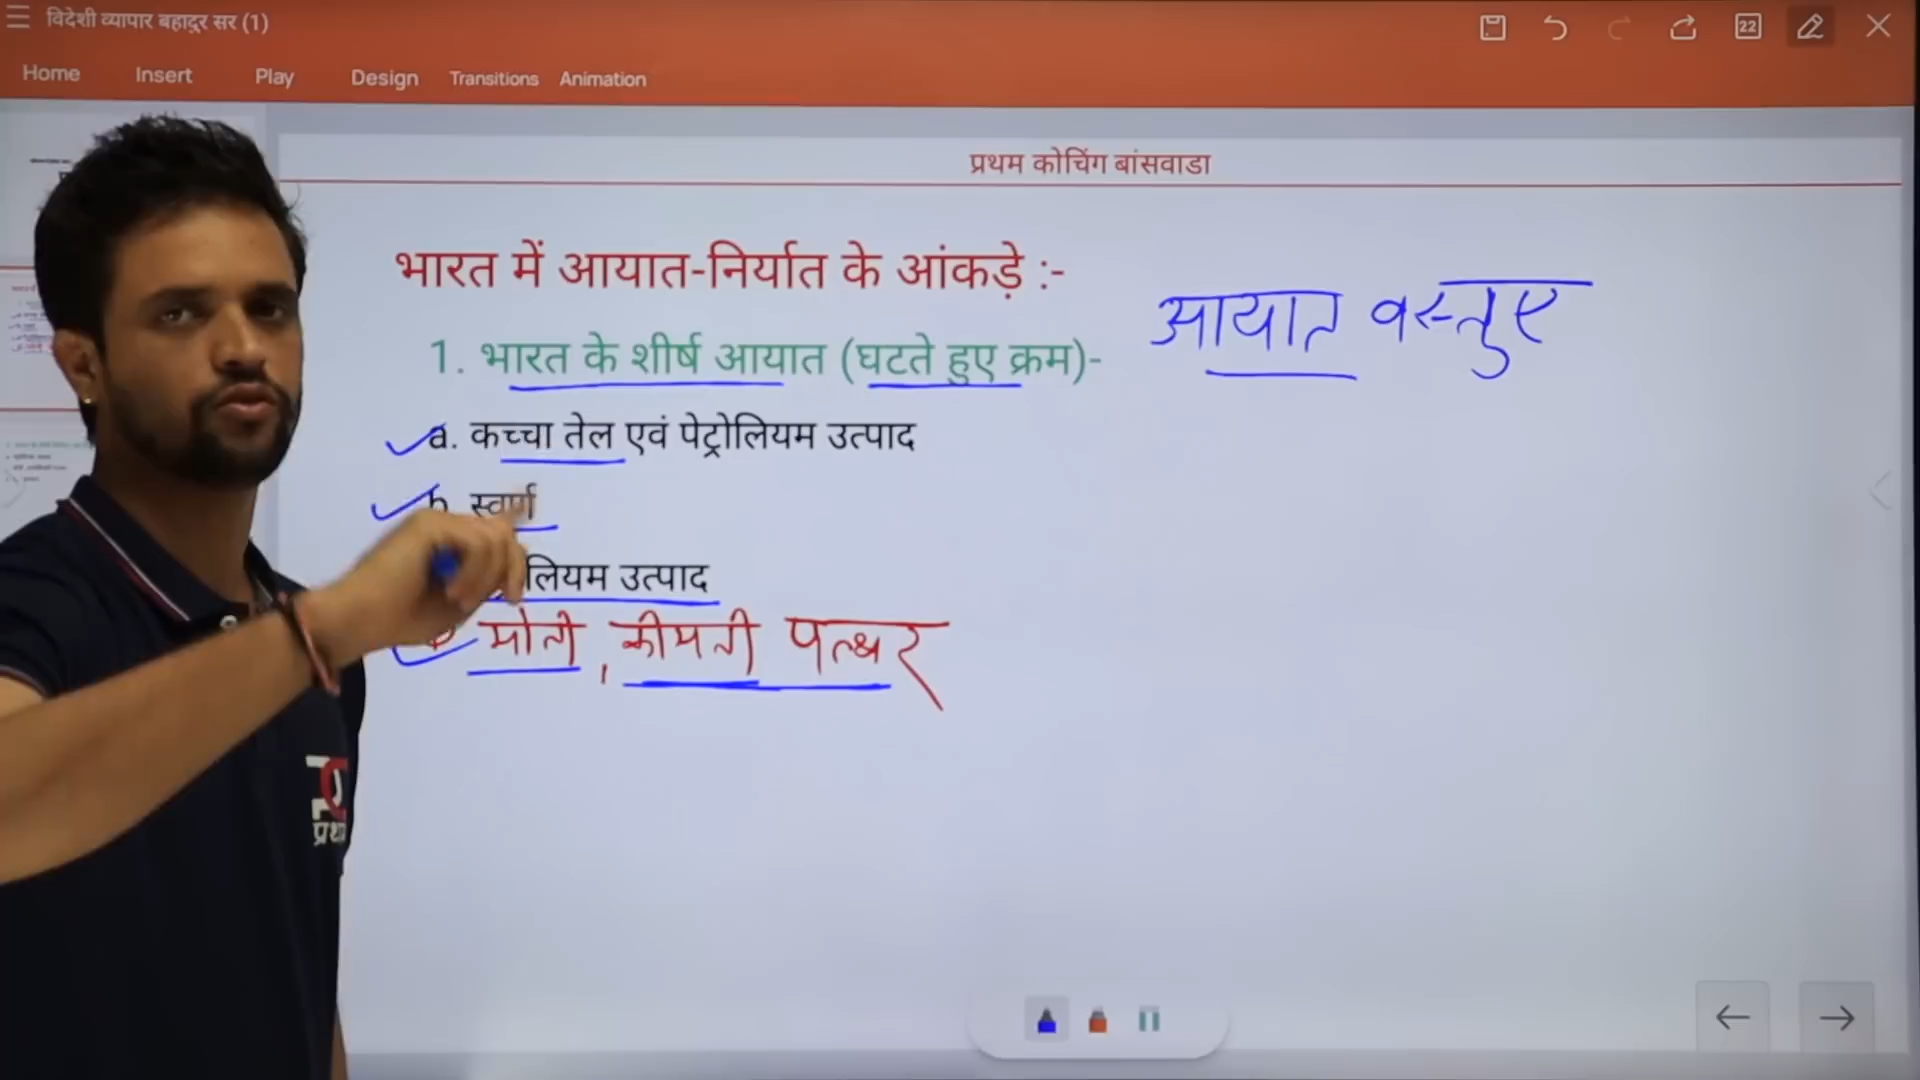 विदेशी व्यापार बहादुर सर (1)
22
Home Insert Play Design Transitions Animation
प्रथम कोचिंग बांसवाडा
भारत में आयात-निर्यात के आंकड़े :-
आयात वस्तुए
1. भारत के शीर्ष आयात (घटते हुए क्रम)-
a. कच्चा तेल एवं पेट्रोलियम उत्पाद
b. स्वर्ण
लियम उत्पाद
मोती, कीमती पत्थर